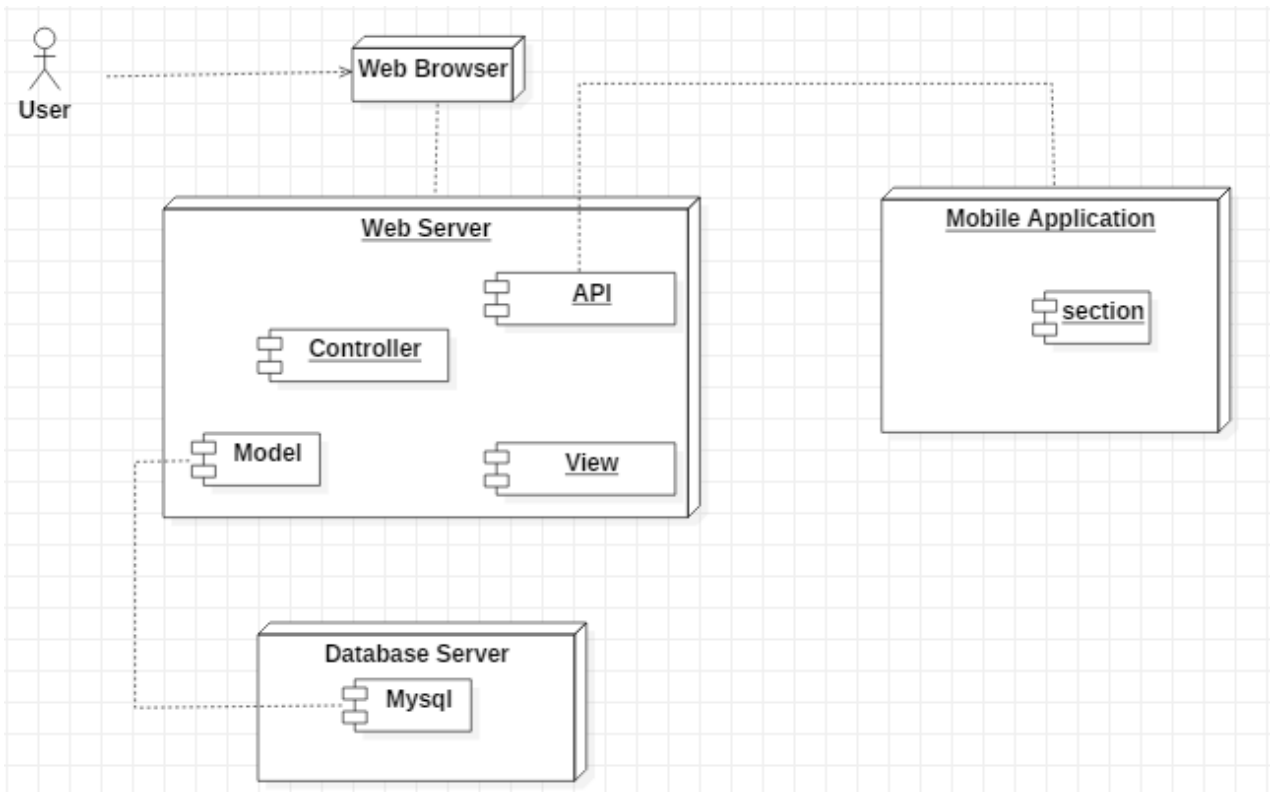 User
Web Browser
Web Server
API
Controller
Model
View
Mobile Application
section
Database Server
Mysql